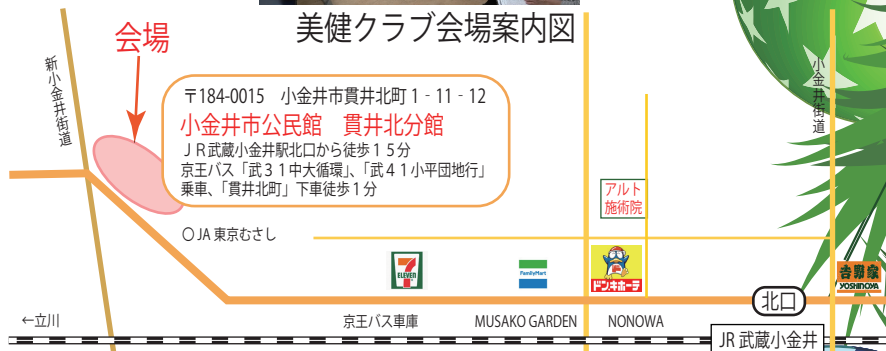 美健クラブ会場案内図
会場
新小金井街道
小金井街道
〒184-0015　小金井市貫井北町1‐11‐12
小金井市公民館　貫井北分館
ＪＲ武蔵小金井駅北口から徒歩１５分
京王バス「武３１中大循環」、「武４１小平団地行」
乗車、「貫井北町」下車徒歩１分
アルト
施術院
〇JA東京むさし
7
ELEVEN
FamilyMart
ドン.キホーテ
吉野家
YOSHINOYA
北口
←立川
京王バス車庫
MUSAKO GARDEN
NONOWA
JR 武蔵小金井